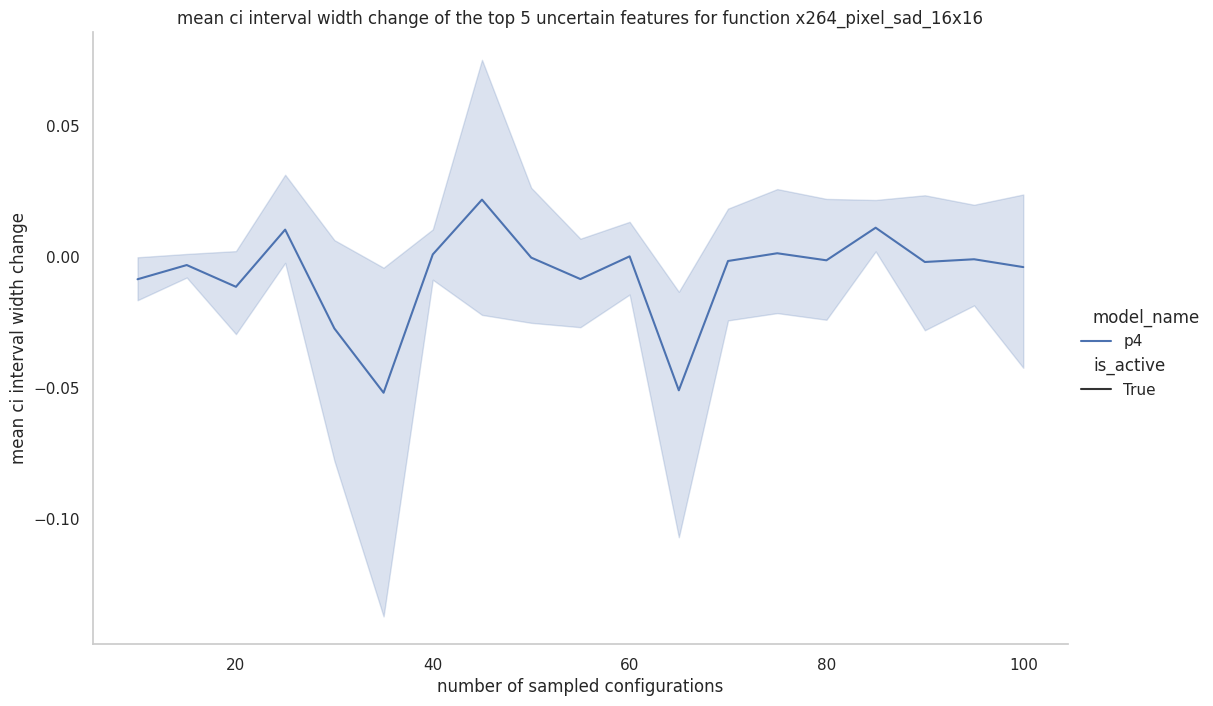 mean ci interval width change of the top 5 uncertain features for function x264_pixel_sad_16x16
mean ci interval width change
0.05
0.00
−0.05
−0.10
20
40
60
80
100
number of sampled configurations
model_name
p4
is_active
True